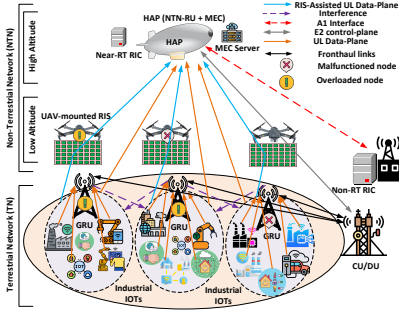 HAP (NTN-RU + MEC)
HAP
Near-RT RIC
MEC Server
RIS-Assisted UL Data-Plane
Interference
A1 Interface
E2 control-plane
UL Data-Plane
Fronthaul links
Malfunctioned node
Overloaded node
Non-Terrestrial Network (NTN)
High Altitude
Low Altitude
UAV-mounted RIS
Non-RT RIC
Terrestrial Network (TN)
GRU
GRU
GRU
CU/DU
Industrial
IOTs
Industrial
IOTs